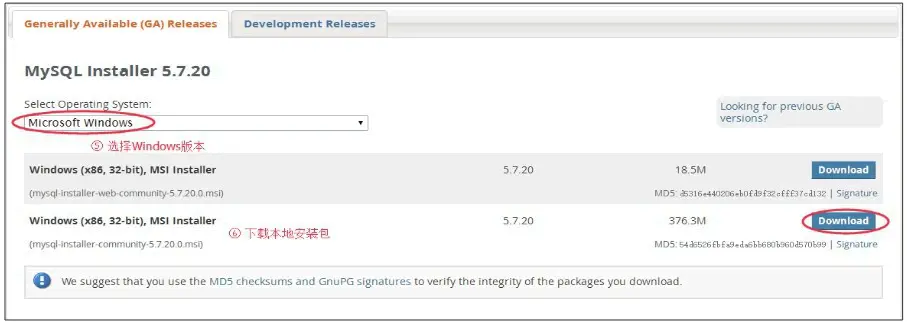 Generally Available (GA) Releases Development Releases
MySQL Installer 5.7.20
Select Operating System:
Microsoft Windows
Looking for previous GA
versions?
⑤ 选择Windows版本
Windows (x86, 32-bit), MSI Installer 5.7.20 18.5M Download
(mysql-installer-web-community-5.7.20.0.msi) MD5: | Signature
Windows (x86, 32-bit), MSI Installer 5.7.20 376.3M Download
⑥ 下载本地安装包
(mysql-installer-community-5.7.20.0.msi) MD5: | Signature
We suggest that you use the MD5 checksums and GnuPG signatures to verify the integrity of the packages you download.